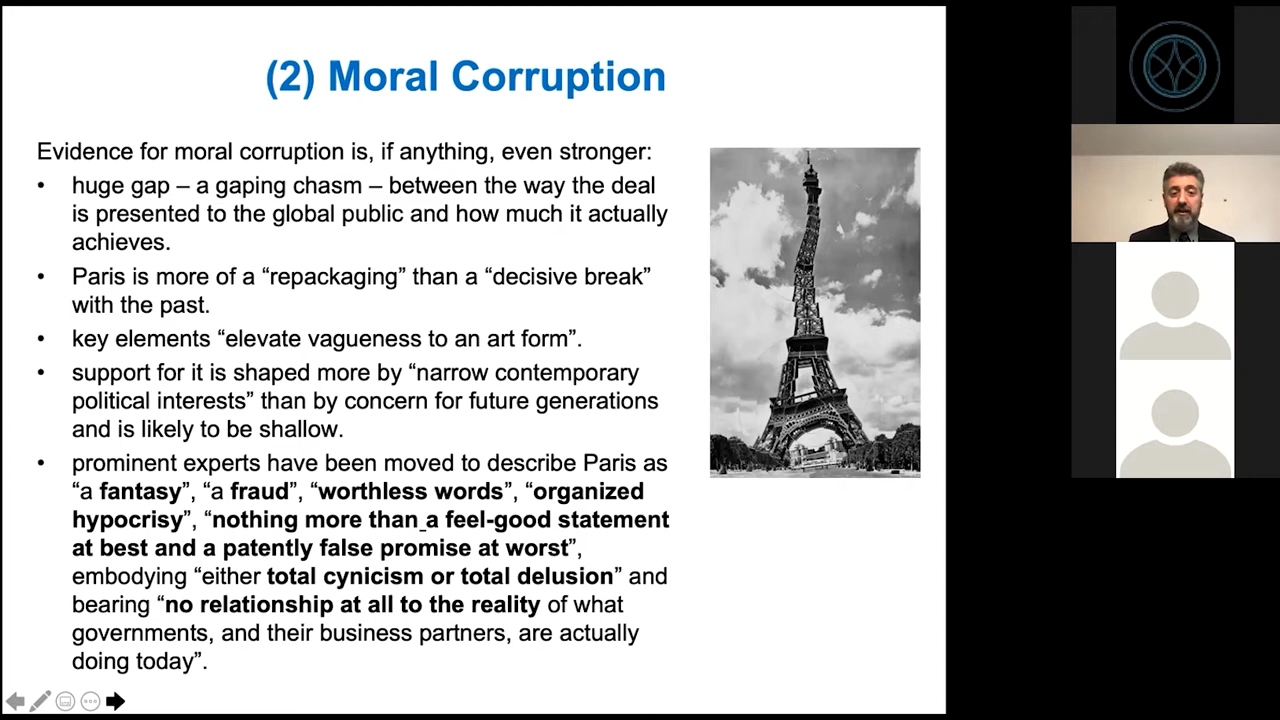 (2) Moral Corruption
Evidence for moral corruption is, if anything, even stronger:
• huge gap – a gaping chasm – between the way the deal
is presented to the global public and how much it actually
achieves.
• Paris is more of a “repackaging” than a “decisive break”
with the past.
• key elements “elevate vagueness to an art form”.
• support for it is shaped more by “narrow contemporary
political interests” than by concern for future generations
and is likely to be shallow.
• prominent experts have been moved to describe Paris as
“a fantasy”, “a fraud”, “worthless words”, “organized
hypocrisy”, “nothing more than_a feel-good statement
at best and a patently false promise at worst”,
embodying “either total cynicism or total delusion” and
bearing “no relationship at all to the reality of what
governments, and their business partners, are actually
doing today”.